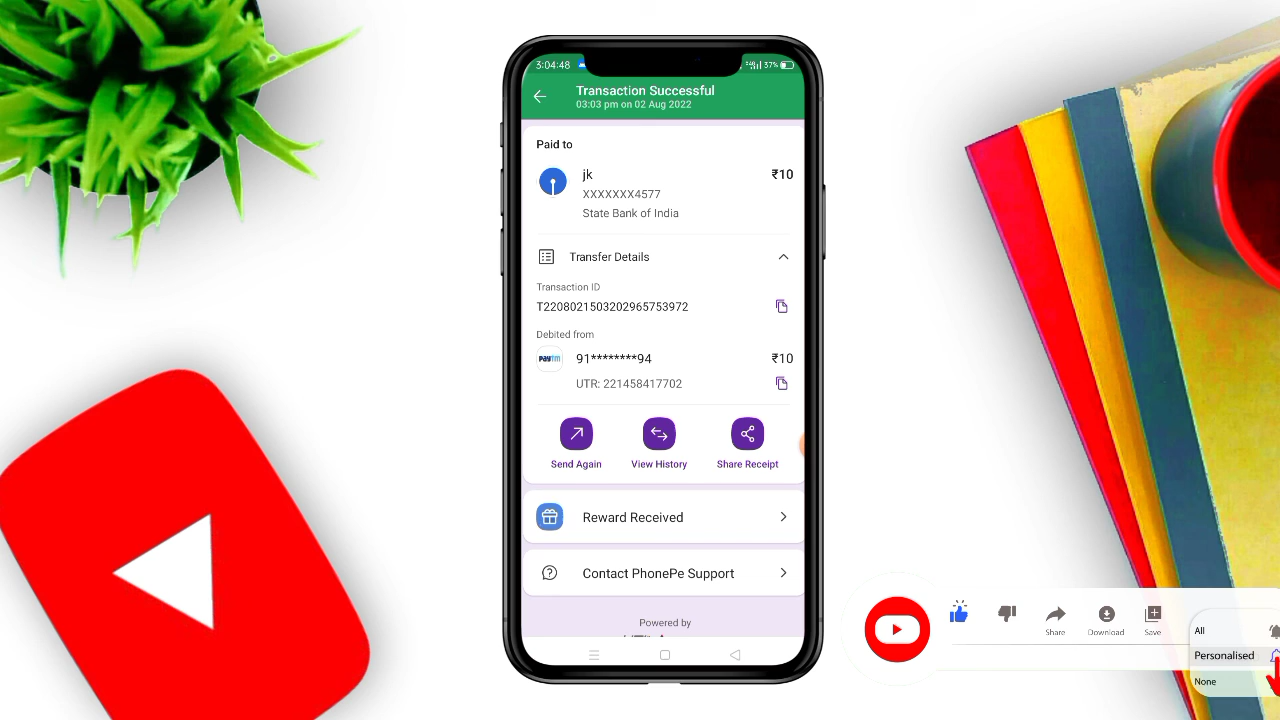 3:04:48
37%
Transaction Successful
03:03 pm on 02 Aug 2022
Paid to
jk
₹10
XXXXXXX4577
State Bank of India
Transfer Details
Transaction ID
T2208021503202965753972
Debited from
paytm
91********94
₹10
UTR: 221458417702
Send Again
View History
Share Receipt
Reward Received
Contact PhonePe Support
Powered by
Share
Download
Save
All
Personalised
None